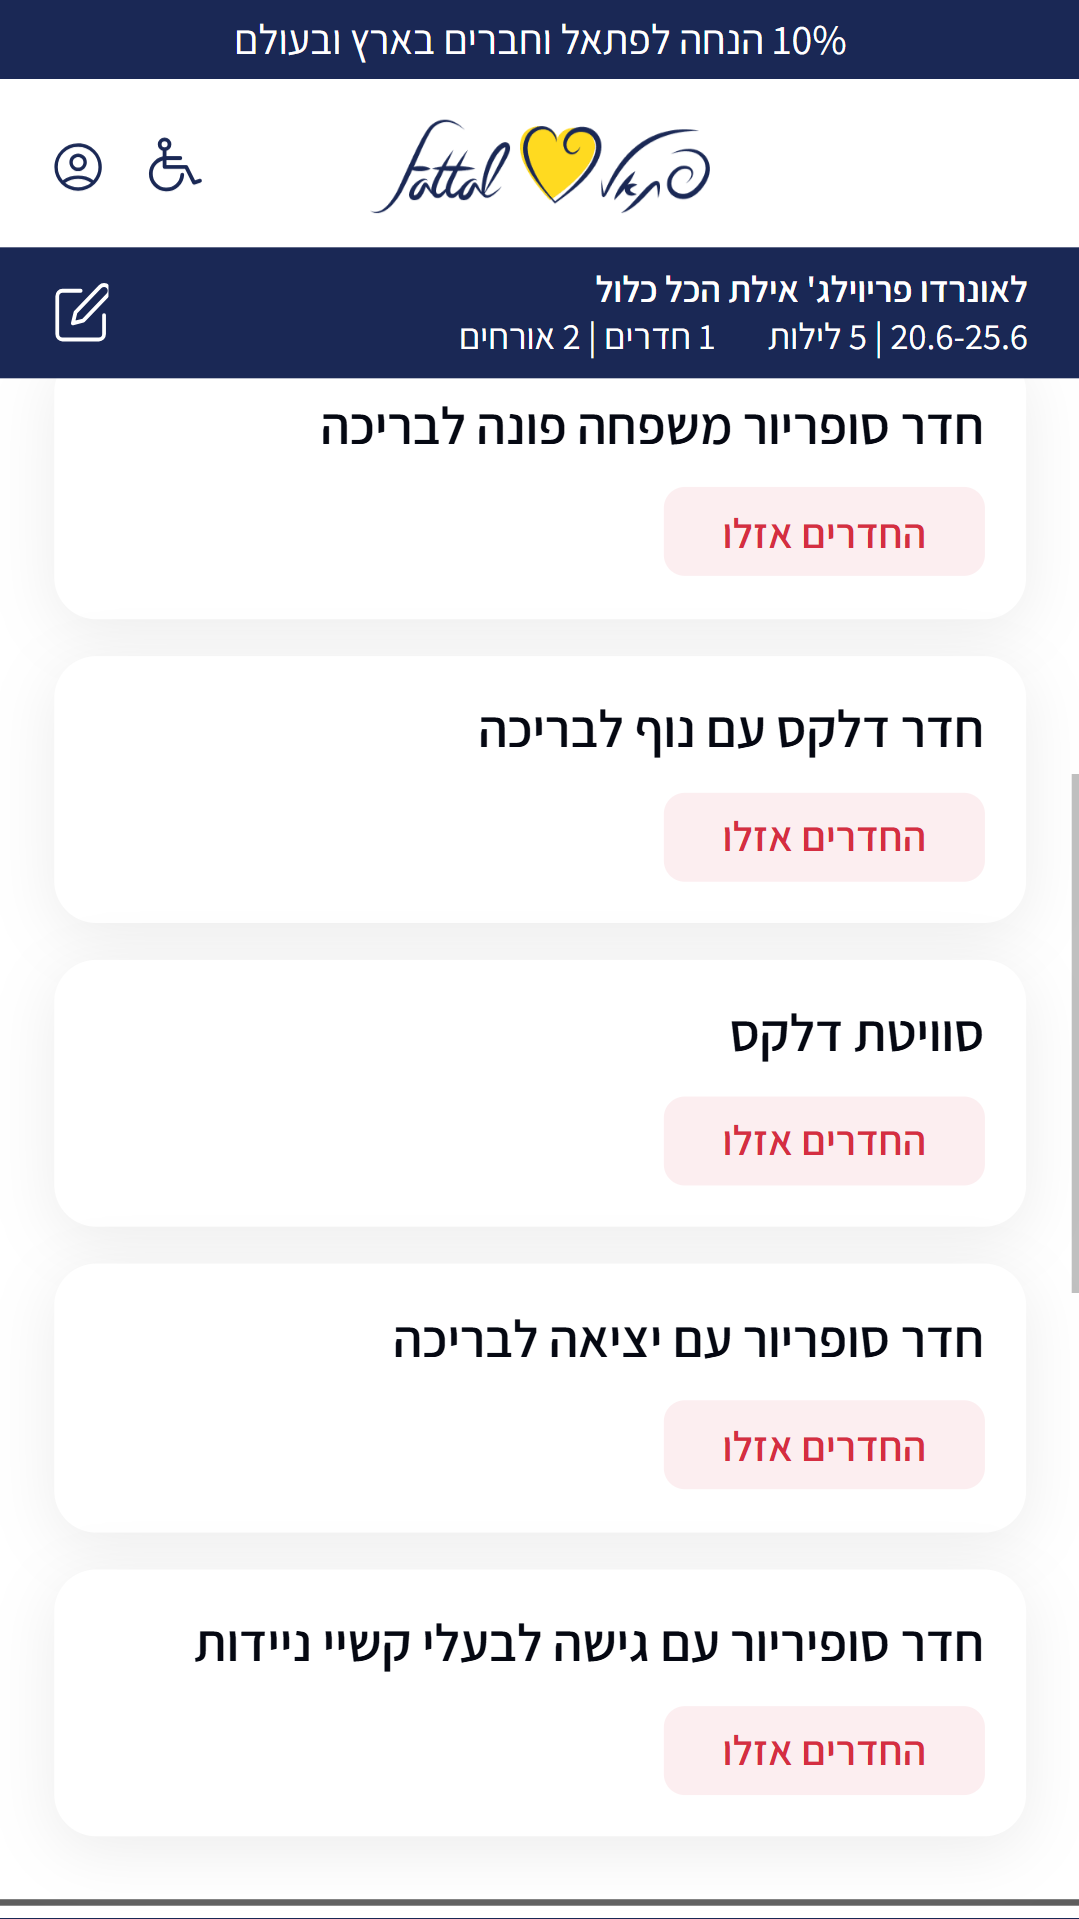 10% הנחה לפתאל וחברים בארץ ובעולם
fattal פתאל
לאונרדו פריווילג' אילת הכל כלול
20.6-25.6 | 5 לילות 1 חדרים | 2 אורחים
חדר סופריור משפחה פונה לבריכה
החדרים אזלו
חדר דלקס עם נוף לבריכה
החדרים אזלו
סוויטת דלקס
החדרים אזלו
חדר סופריור עם יציאה לבריכה
החדרים אזלו
חדר סופיריור עם גישה לבעלי קשיי ניידות
החדרים אזלו